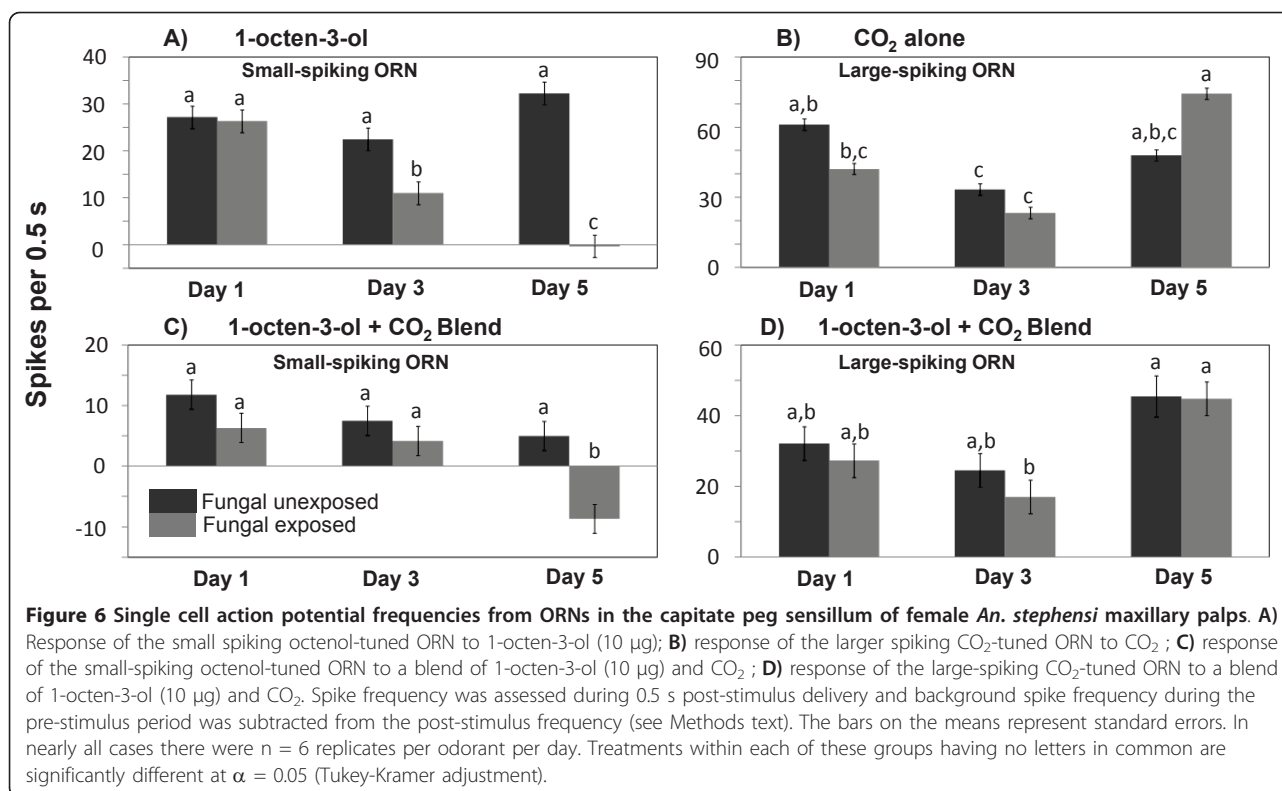 A) 1-octen-3-ol
Small-spiking ORN
40
30
20
10
0
a
a
a
b
a
c
Day 1
Day 3
Day 5
B) CO2 alone
Large-spiking ORN
90
60
30
0
a,b
b,c
c
c
a,b,c
a
Day 1
Day 3
Day 5
Spikes per 0.5 s
C) 1-octen-3-ol + CO2 Blend
Small-spiking ORN
20
10
0
-10
a
a
a
a
a
b
Fungal unexposed
Fungal exposed
Day 1
Day 3
Day 5
D) 1-octen-3-ol + CO2 Blend
Large-spiking ORN
60
40
20
0
a,b
a,b
a,b
b
a
a
Day 1
Day 3
Day 5
Figure 6 Single cell action potential frequencies from ORNs in the capitate peg sensillum of female An. stephensi maxillary palps. A)
Response of the small spiking octenol-tuned ORN to 1-octen-3-ol (10 μg); B) response of the larger spiking CO2-tuned ORN to CO2 ; C) response
of the small-spiking octenol-tuned ORN to a blend of 1-octen-3-ol (10 μg) and CO2 ; D) response of the large-spiking CO2-tuned ORN to a blend
of 1-octen-3-ol (10 μg) and CO2. Spike frequency was assessed during 0.5 s post-stimulus delivery and background spike frequency during the
pre-stimulus period was subtracted from the post-stimulus frequency (see Methods text). The bars on the means represent standard errors. In
nearly all cases there were n = 6 replicates per odorant per day. Treatments within each of these groups having no letters in common are
significantly different at α = 0.05 (Tukey-Kramer adjustment).